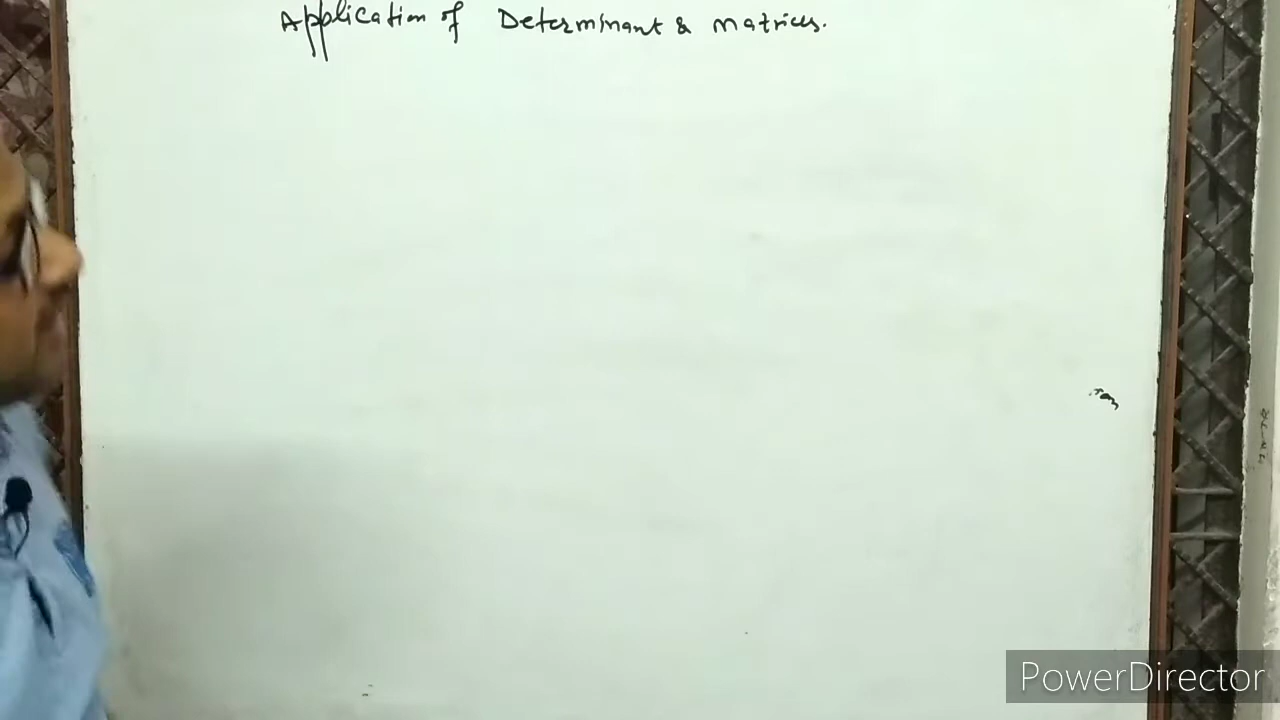 Application of Determinant & matrices.
PowerDirector